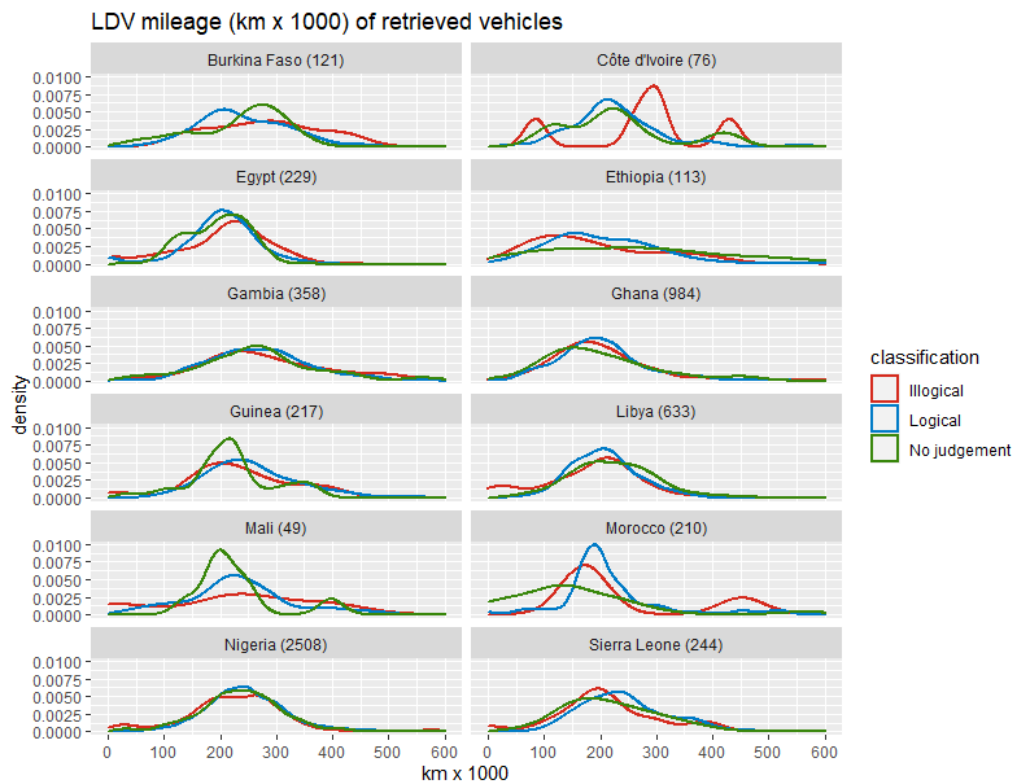 LDV mileage (km x 1000) of retrieved vehicles
Burkina Faso (121)
Côte d'Ivoire (76)
0.0100
0.0075
0.0050
0.0025
0.0000
Egypt (229)
Ethiopia (113)
0.0100
0.0075
0.0050
0.0025
0.0000
Gambia (358)
Ghana (984)
0.0100
0.0075
0.0050
0.0025
0.0000
density
Guinea (217)
Libya (633)
0.0100
0.0075
0.0050
0.0025
0.0000
Mali (49)
Morocco (210)
0.0100
0.0075
0.0050
0.0025
0.0000
Nigeria (2508)
Sierra Leone (244)
0.0100
0.0075
0.0050
0.0025
0.0000
0 100 200 300 400 500 600
0 100 200 300 400 500 600
km x 1000
classification
Illogical
Logical
No judgement